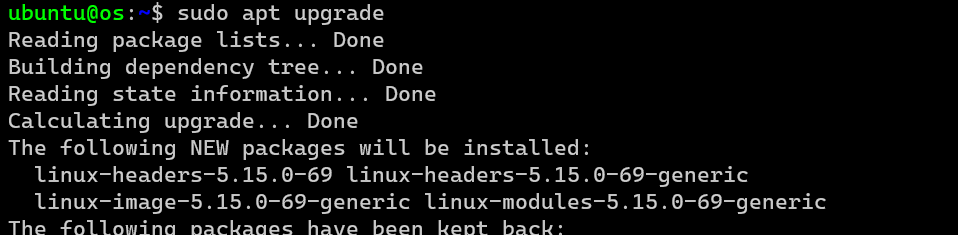 ubuntu@os:~$ sudo apt upgrade
Reading package lists... Done
Building dependency tree... Done
Reading state information... Done
Calculating upgrade... Done
The following NEW packages will be installed:
  linux-headers-5.15.0-69 linux-headers-5.15.0-69-generic
  linux-image-5.15.0-69-generic linux-modules-5.15.0-69-generic
The following packages have been kept back: